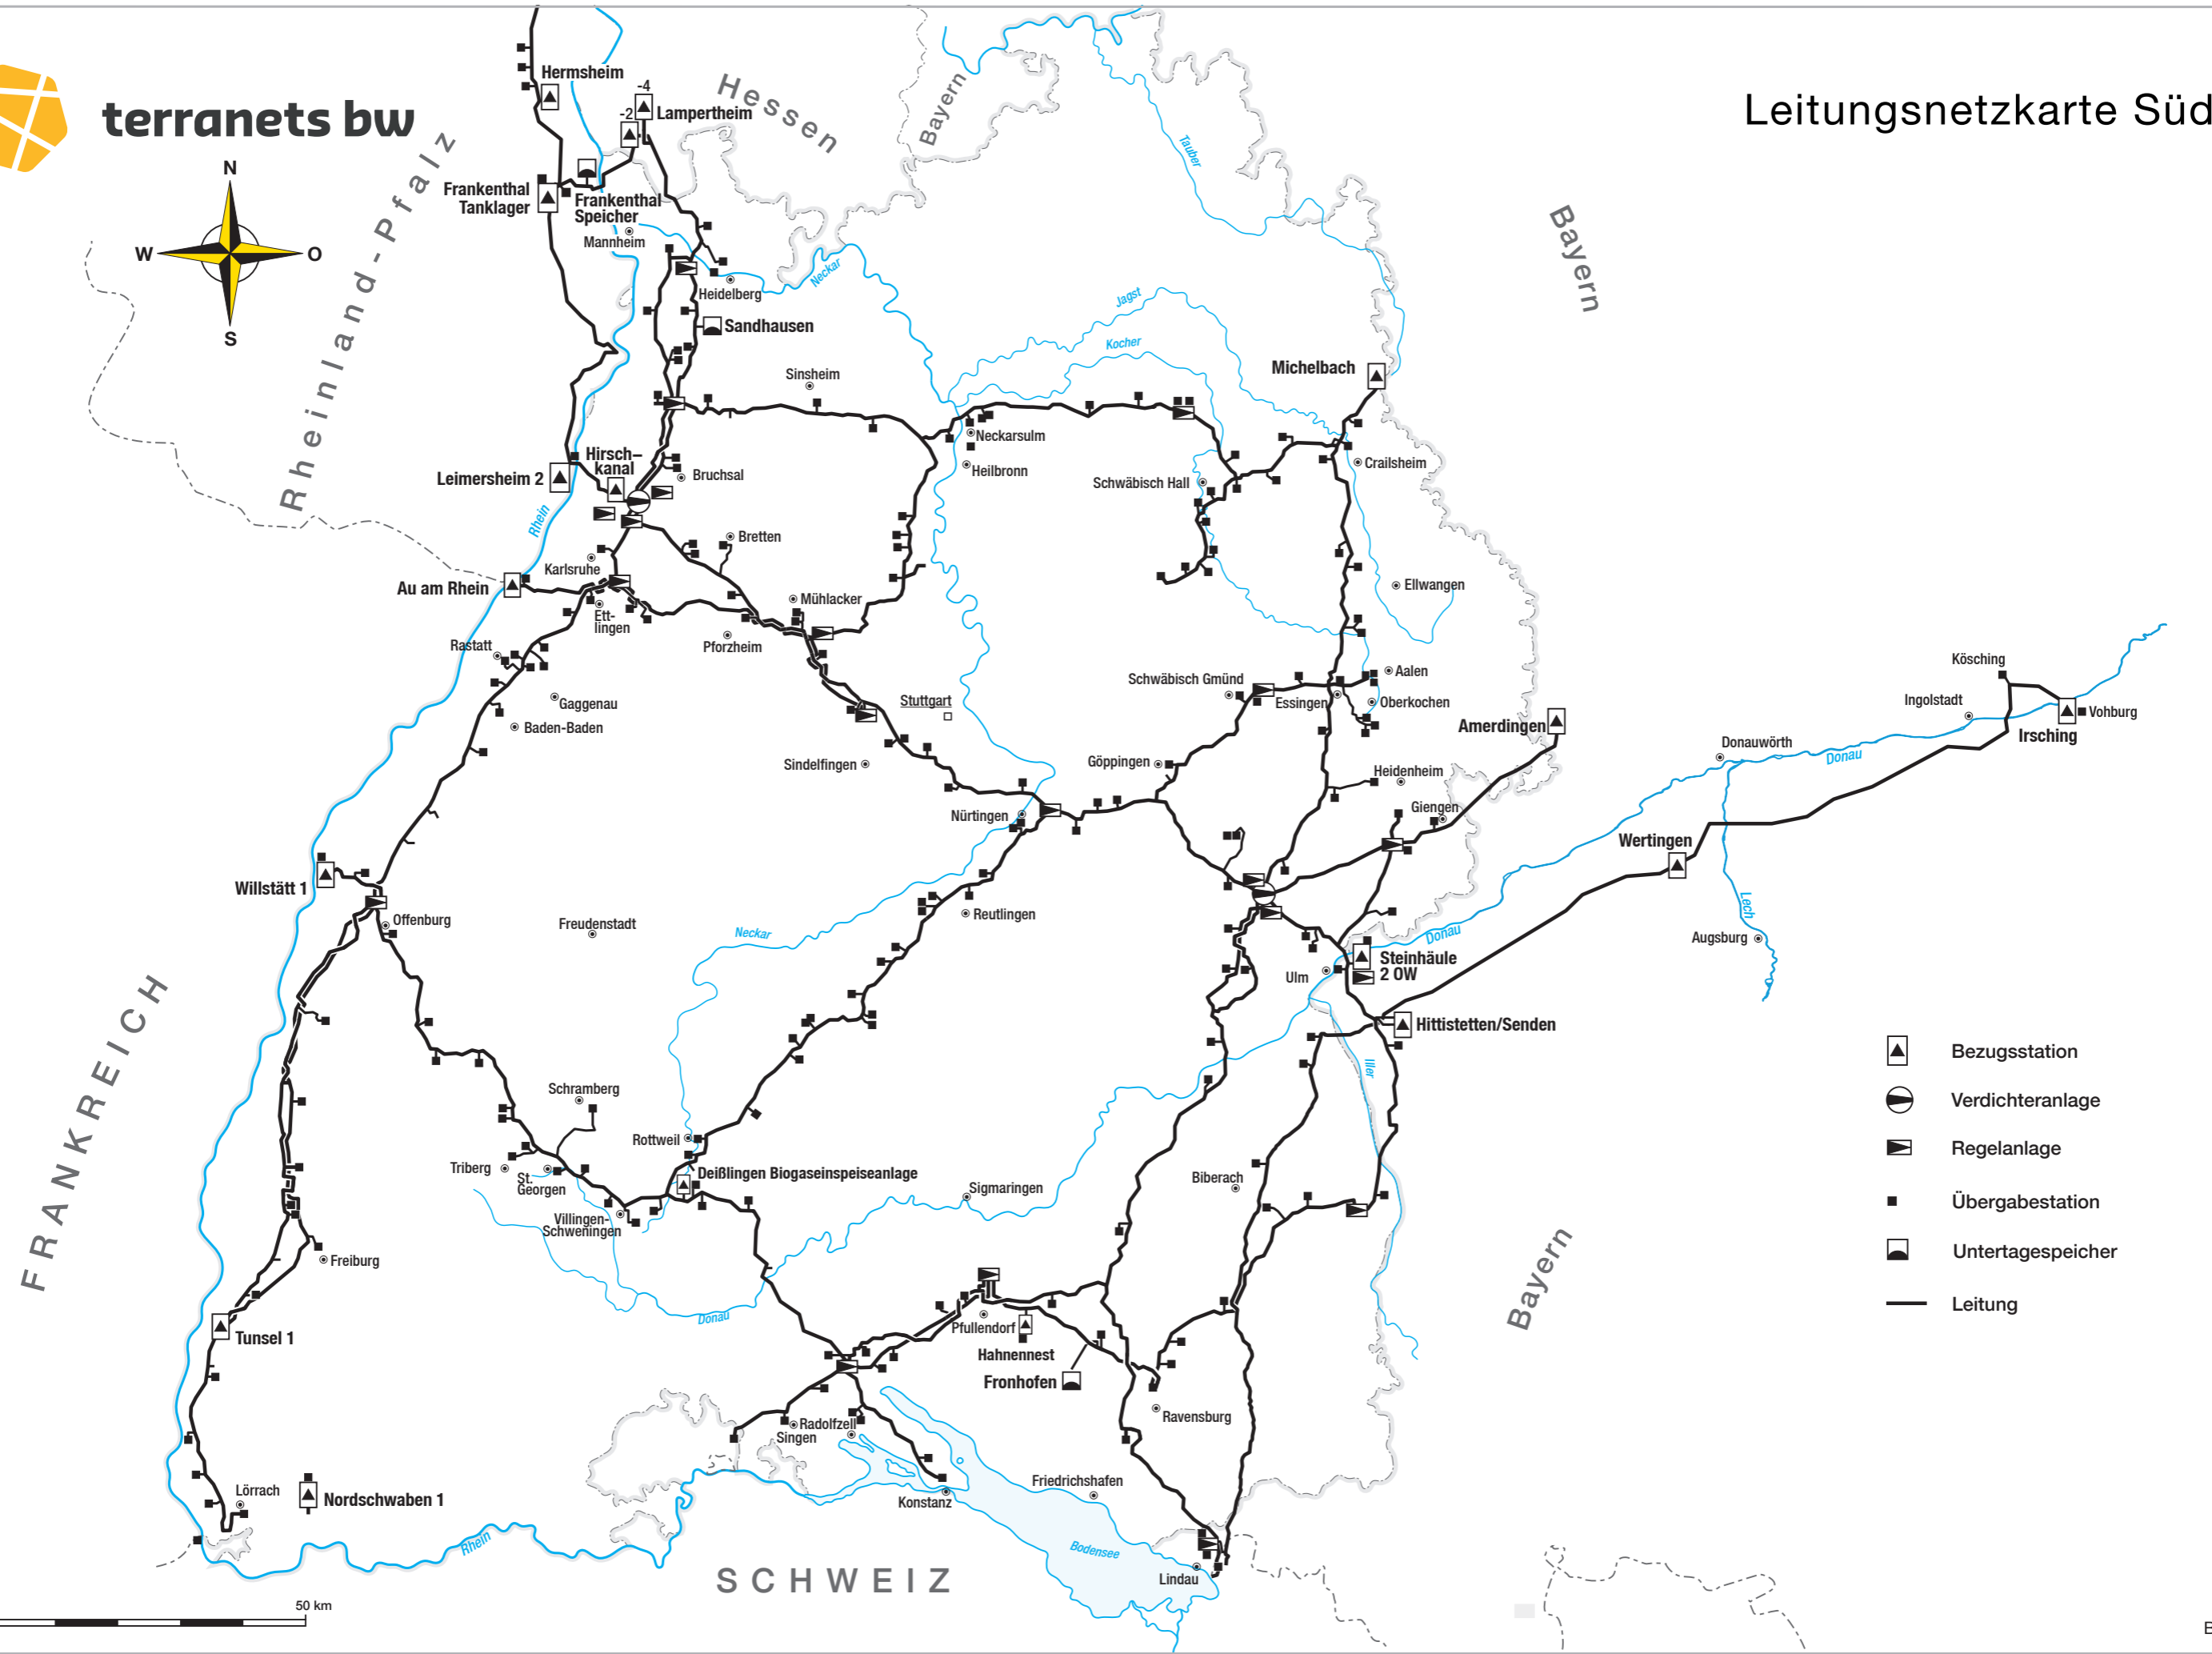 terranets bw
Leitungsnetzkarte Süd
N
W
O
S
Hessen
Bayern
Rheinland-Pfalz
Bayern
FRANKREICH
SCHWEIZ
Bayern
Hermsheim
-4
-2
Lampertheim
Frankenthal
Tanklager
Frankenthal
Speicher
Mannheim
Tauber
Neckar
Heidelberg
Sandhausen
Jagst
Kocher
Michelbach
Sinsheim
Neckarsulm
Heilbronn
Crailsheim
Hirsch–
kanal
Leimersheim 2
Bruchsal
Schwäbisch Hall
Rhein
Bretten
Karlsruhe
Au am Rhein
Ellwangen
Mühlacker
Ett-
lingen
Pforzheim
Rastatt
Kösching
Aalen
Schwäbisch Gmünd
Essingen
Oberkochen
Gaggenau
Stuttgart
Ingolstadt
Vohburg
Irsching
Baden-Baden
Amerdingen
Donauwörth
Donau
Sindelfingen
Göppingen
Heidenheim
Giengen
Nürtingen
Wertingen
Willstätt 1
Offenburg
Freudenstadt
Reutlingen
Lech
Neckar
Donau
Augsburg
Steinhäule
2 OW
Ulm
Hittistetten/Senden
Iller
Schramberg
Rottweil
Triberg
St.
Georgen
Deißlingen Biogaseinspeiseanlage
Biberach
Sigmaringen
Villingen-
Schweningen
Freiburg
Donau
Tunsel 1
Pfullendorf
Hahnennest
Fronhofen
Ravensburg
Radolfzell
Singen
Friedrichshafen
Konstanz
Lörrach
Nordschwaben 1
Rhein
Bodensee
Lindau
Bezugsstation
Verdichteranlage
Regelanlage
Übergabestation
Untertagespeicher
Leitung
50 km